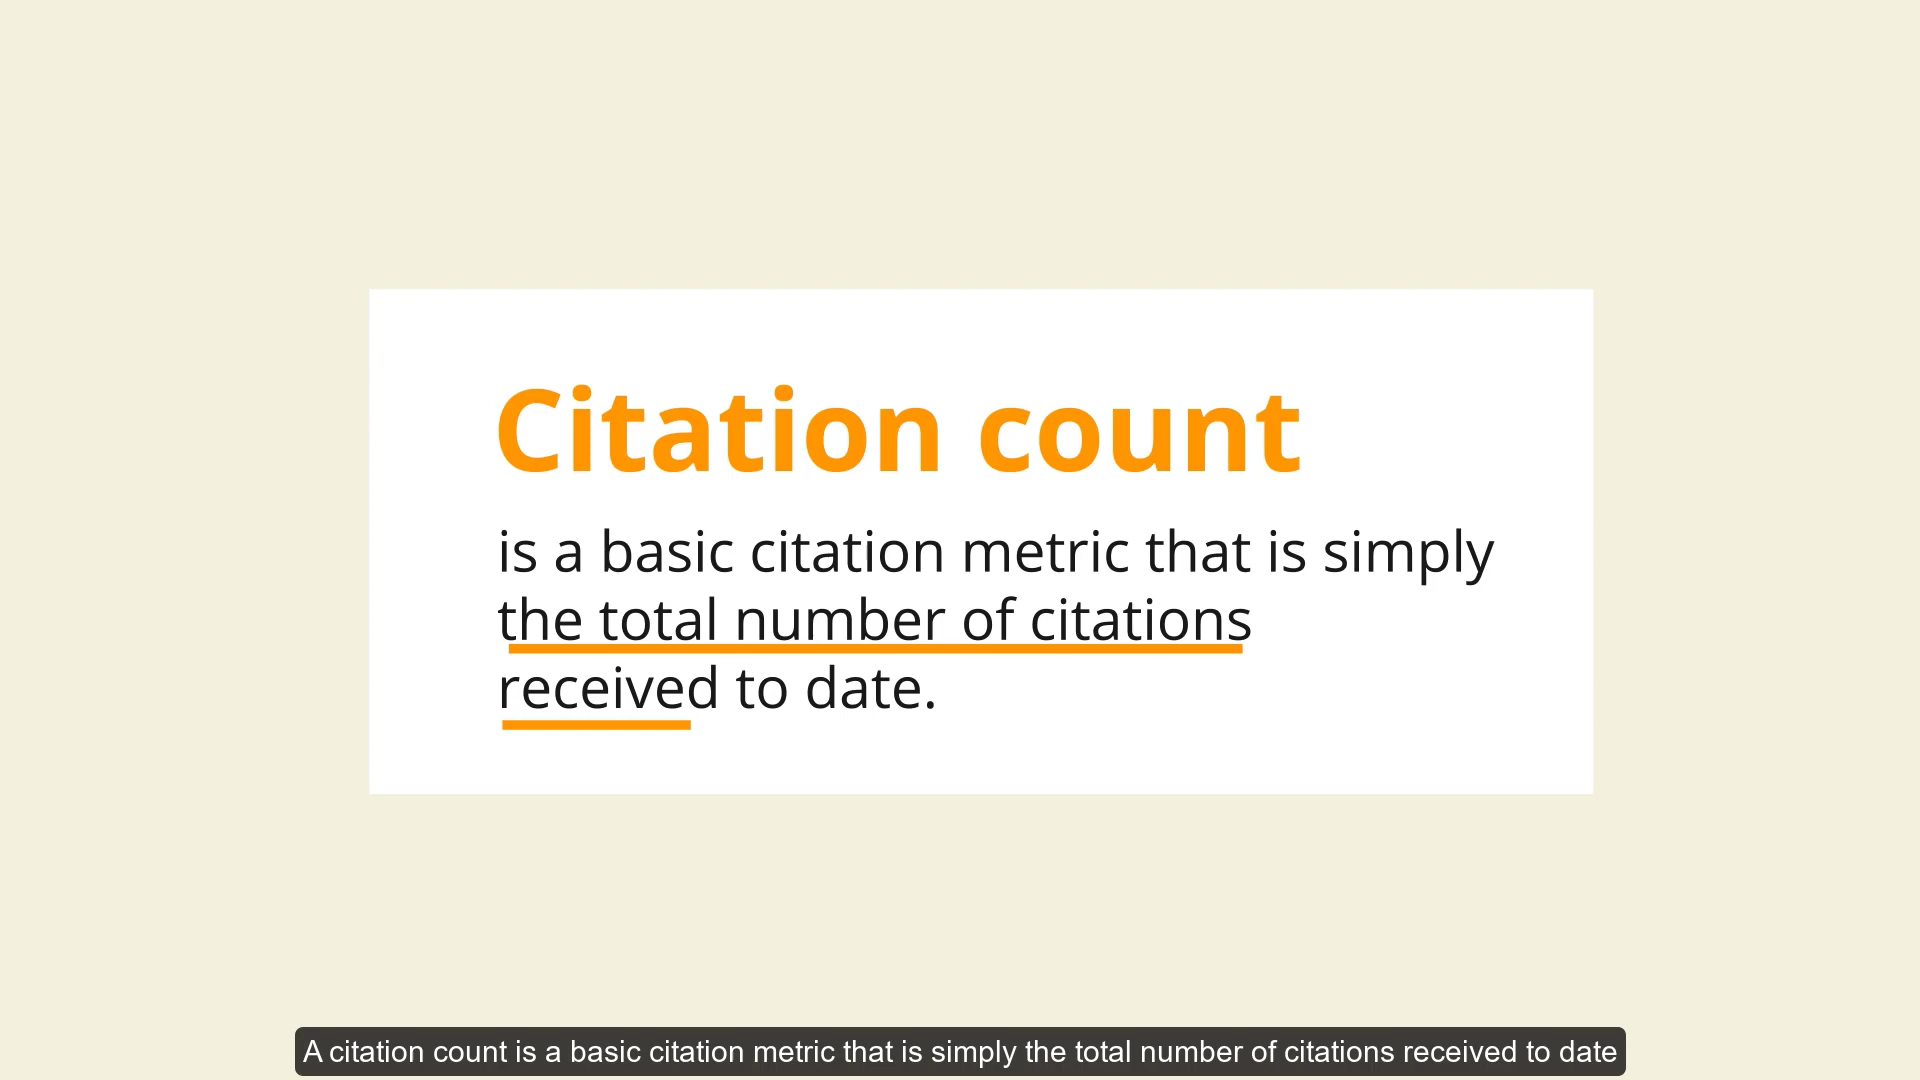 Citation count
is a basic citation metric that is simply
the total number of citations
received to date.
A citation count is a basic citation metric that is simply the total number of citations received to date